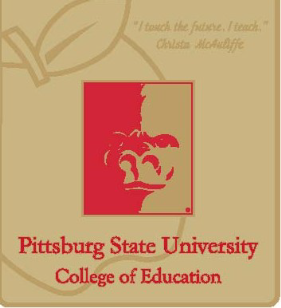 "I touch the future. I teach."
Christa McAuliffe
Pittsburg State University
College of Education